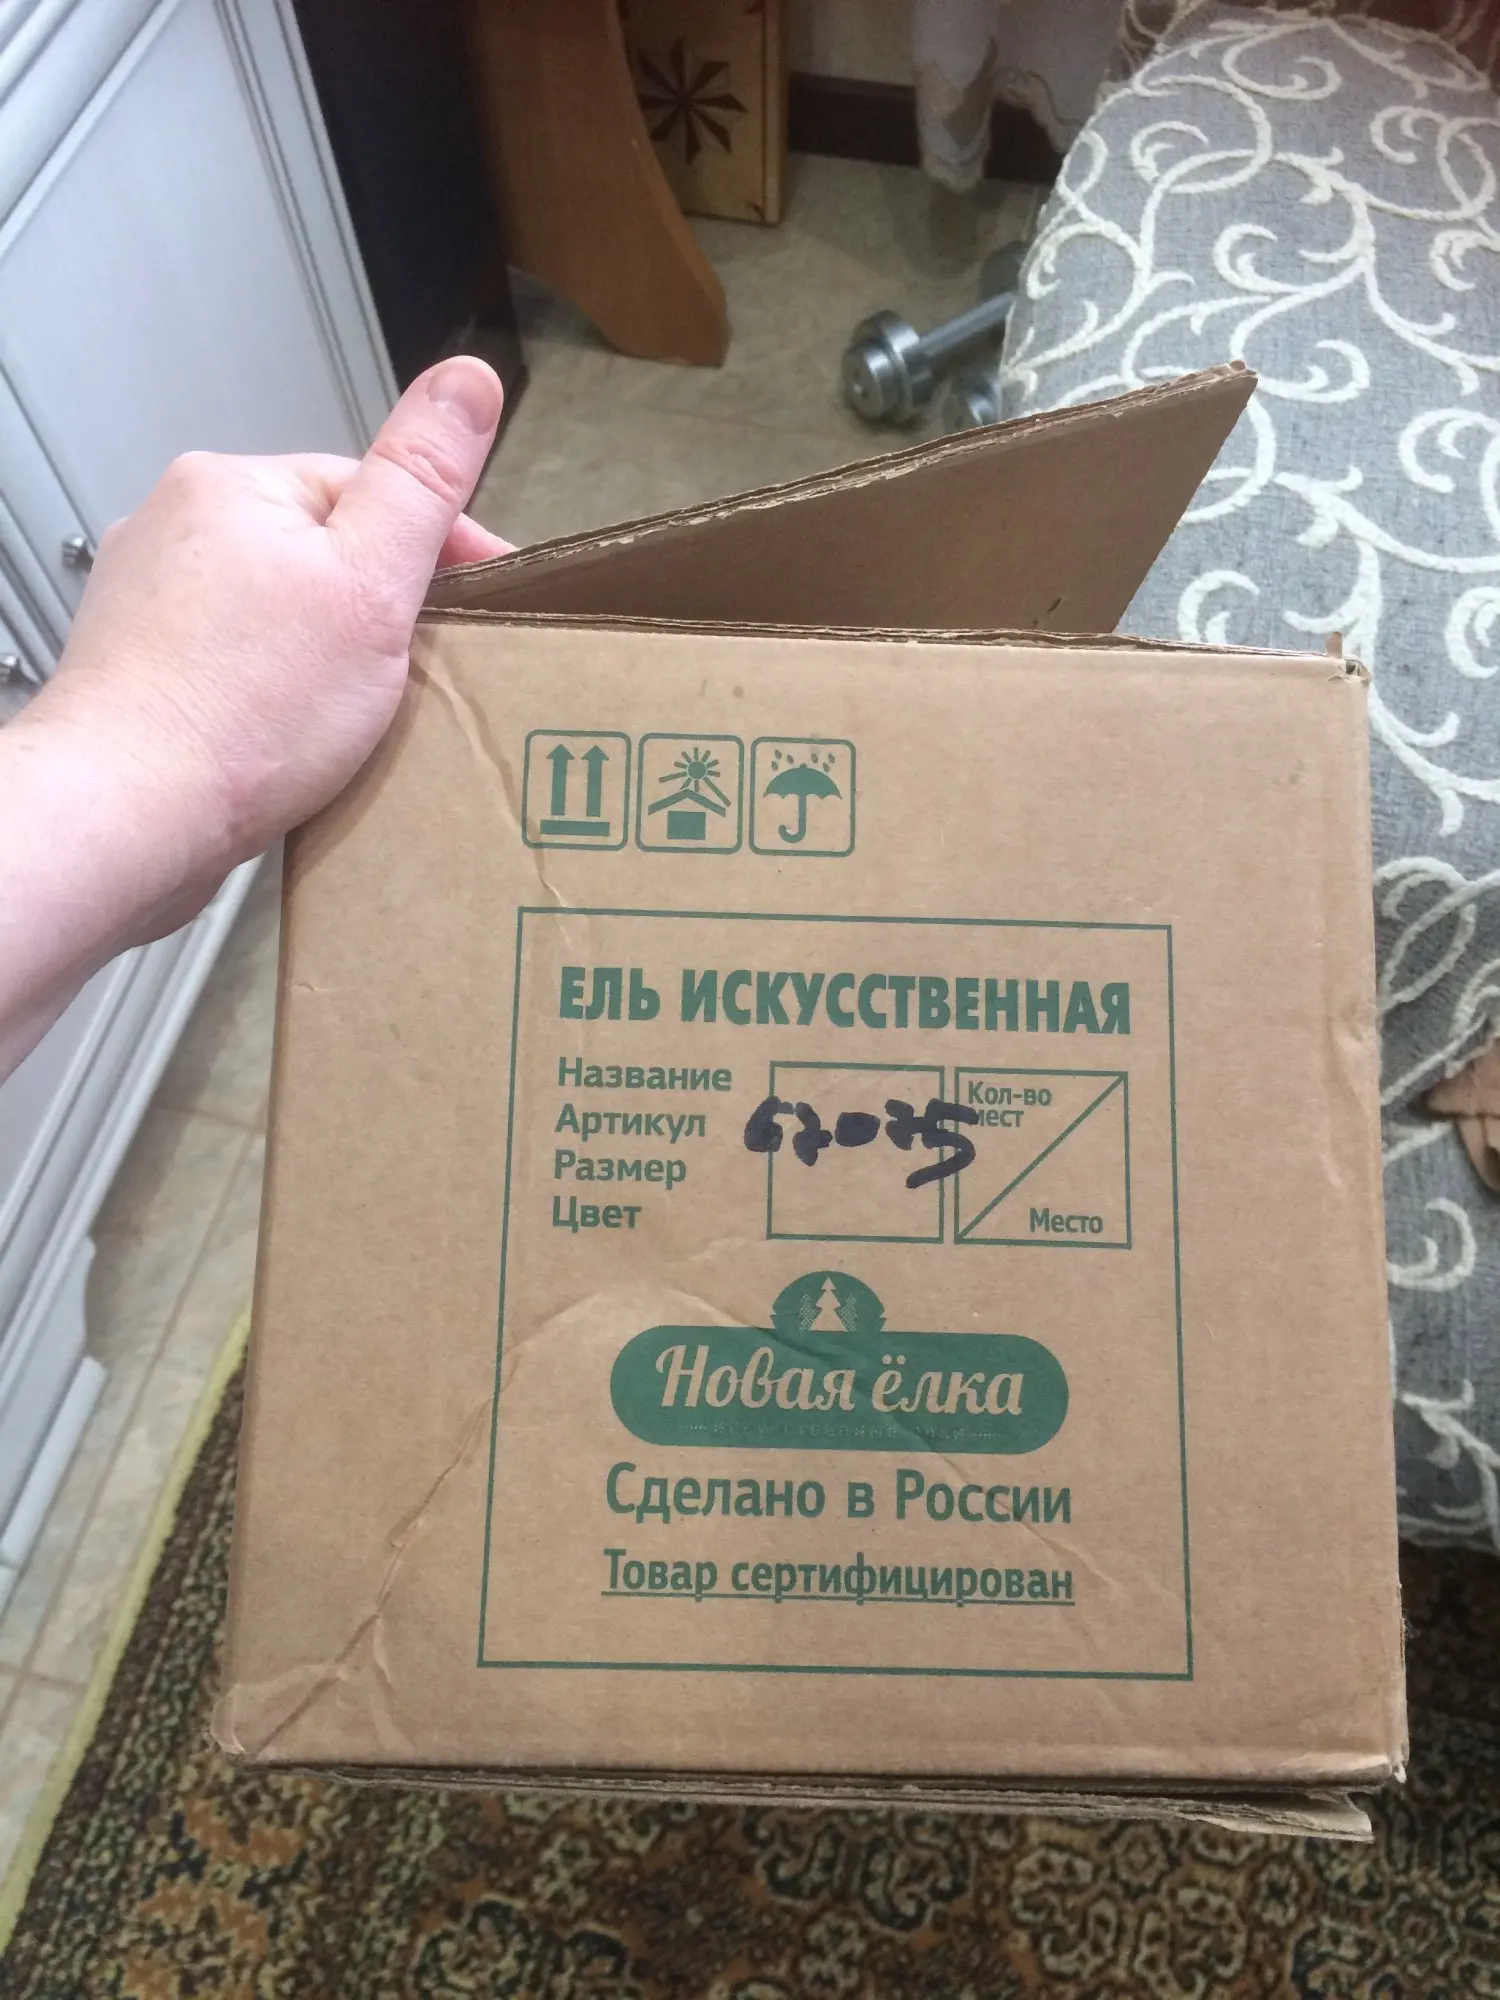 ЕЛЬ ИСКУССТВЕННАЯ
Название
Артикул
Размер
Цвет
Кол-во
мест
Место
Новая ёлка
Сделано в России
Товар сертифицирован